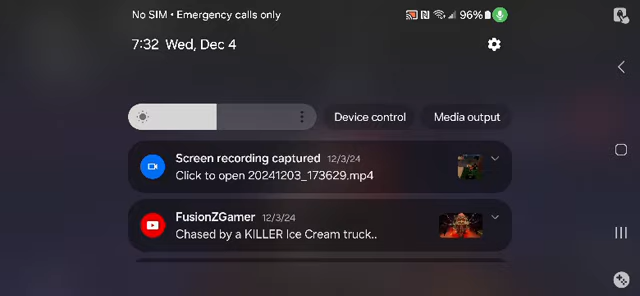 No SIM • Emergency calls only
96%
7:32 Wed, Dec 4
Device control
Media output
Screen recording captured 12/3/24
Click to open 20241203_173629.mp4
FusionZGamer 12/3/24
Chased by a KILLER Ice Cream truck..